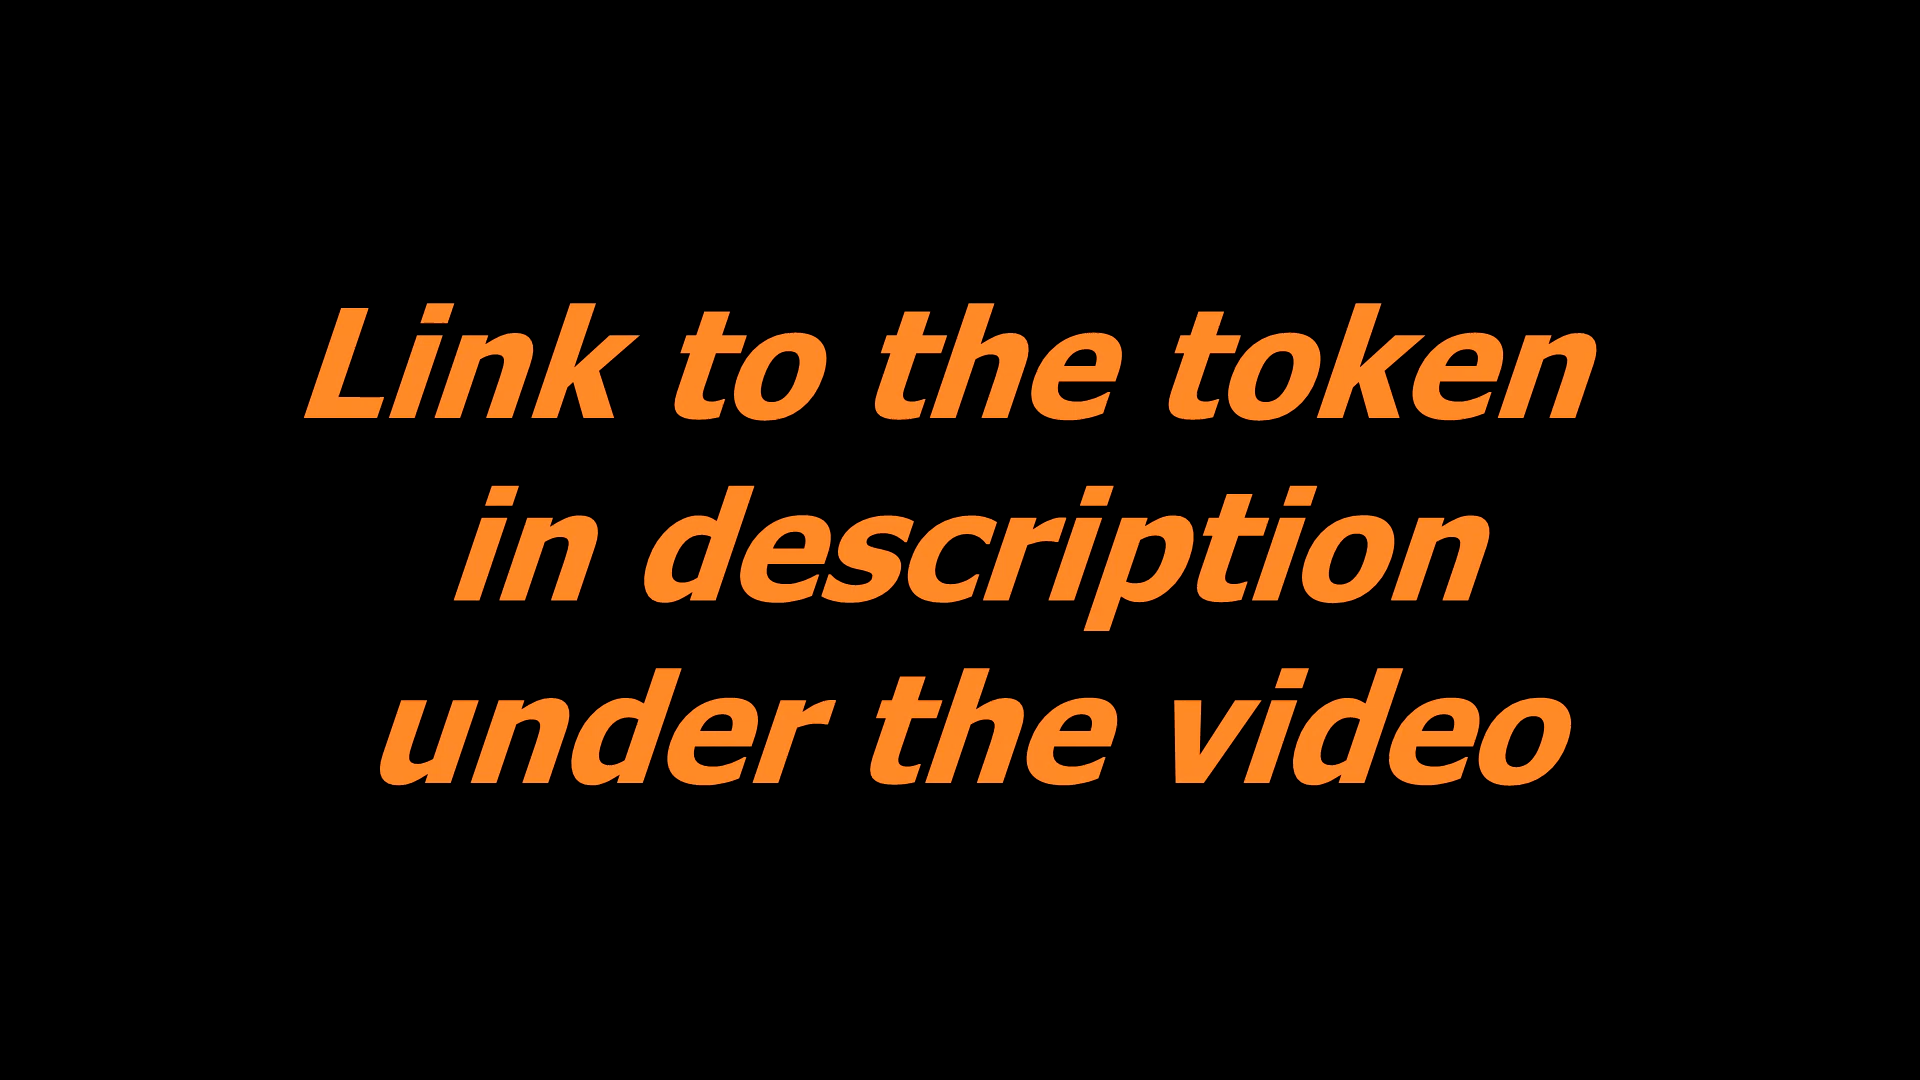 Link to the token
in description
under the video